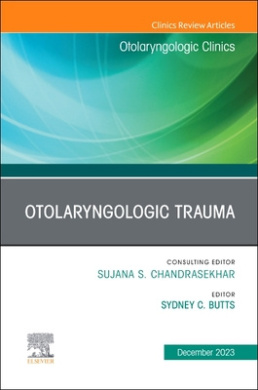 Clinics Review Articles
Otolaryngologic Clinics
OTOLARYNGOLOGIC TRAUMA
CONSULTING EDITOR
SUJANA S. CHANDRASEKHAR
EDITOR
SYDNEY C. BUTTS
ELSEVIER
December 2023